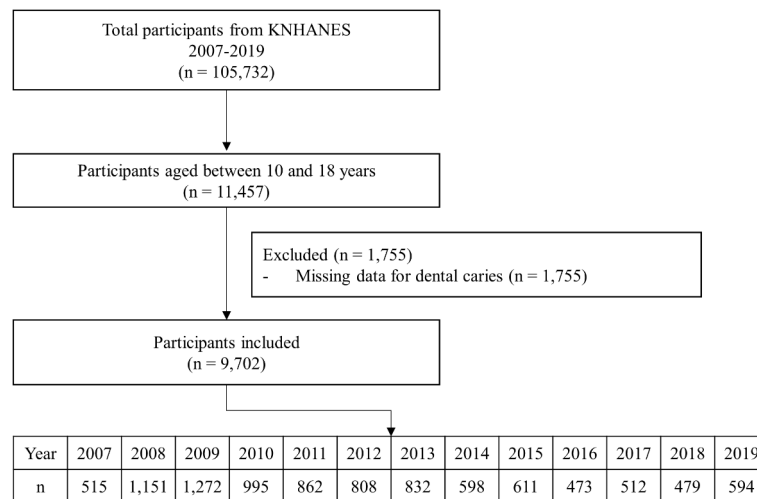 Total participants from KNHANES
2007-2019
(n = 105,732)
Participants aged between 10 and 18 years
(n = 11,457)
Excluded (n = 1,755)
- Missing data for dental caries (n = 1,755)
Participants included
(n = 9,702)
Year 2007 2008 2009 2010 2011 2012 2013 2014 2015 2016 2017 2018 2019
n 515 1,151 1,272 995 862 808 832 598 611 473 512 479 594